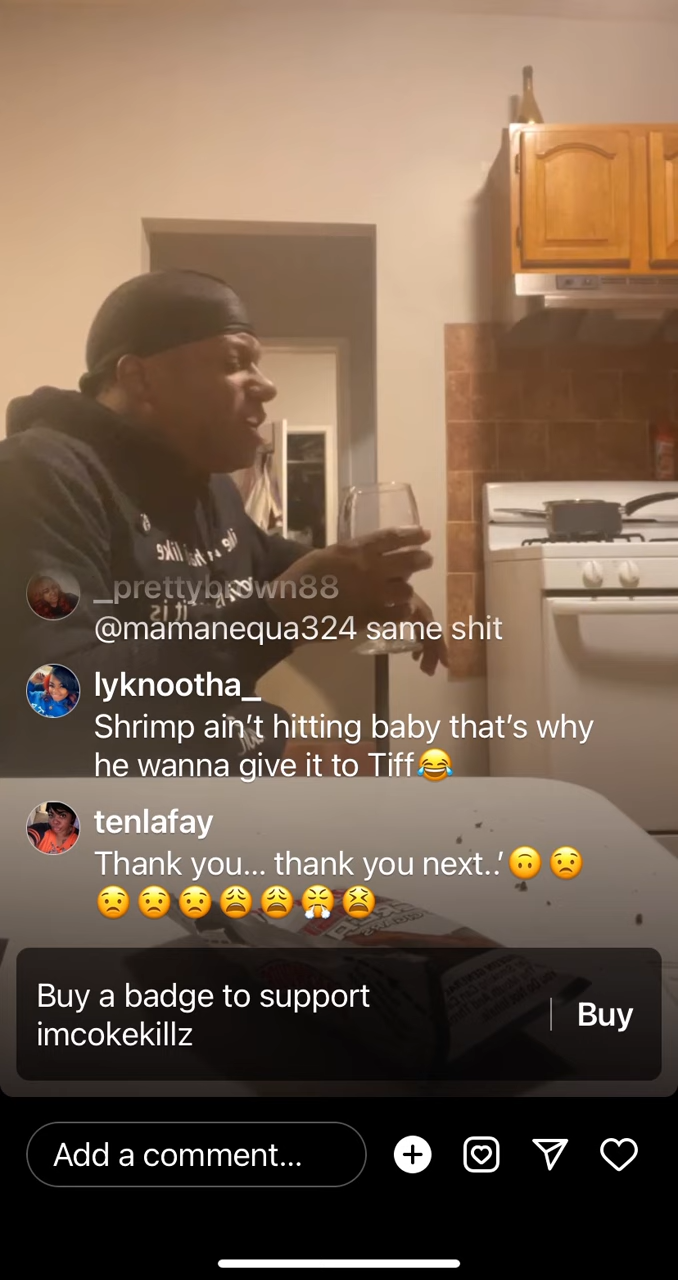 _prettybrown88
@mamanequa324 same shit
lyknootha_
Shrimp ain’t hitting baby that’s why
he wanna give it to Tiff😂
tenlafay
Thank you... thank you next..’🙃😟
😟😟😟😩😩😤😫
Buy a badge to support
imcokekillz
Buy
Add a comment...